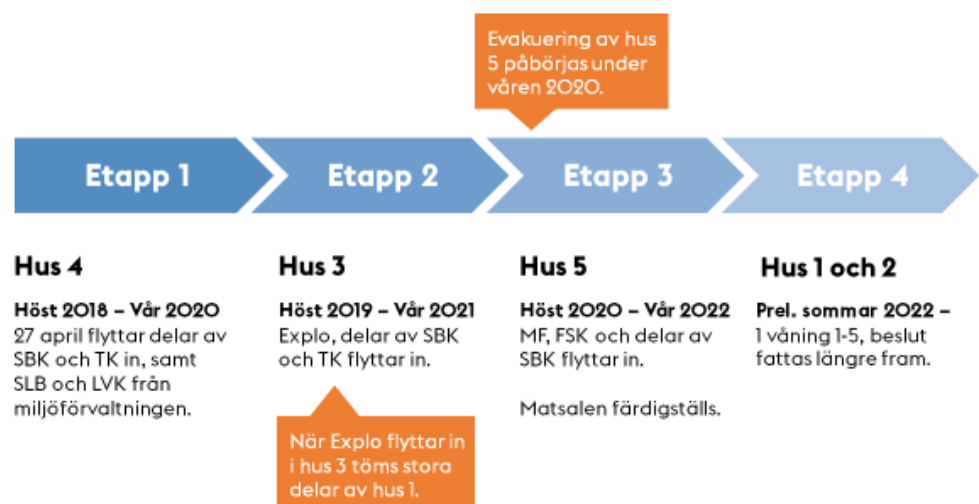 Evakuering av hus
5 påbörjas under
våren 2020.
Etapp 1
Etapp 2
Etapp 3
Etapp 4
Hus 4
Höst 2018 – Vår 2020
27 april flyttar delar av
SBK och TK in, samt
SLB och LVK från
miljöförvaltningen.
Hus 3
Höst 2019 – Vår 2021
Explo, delar av SBK
och TK flyttar in.
När Explo flyttar in
i hus 3 töms stora
delar av hus 1.
Hus 5
Höst 2020 – Vår 2022
MF, FSK och delar av
SBK flyttar in.
Matsalen färdigställs.
Hus 1 och 2
Prel. sommar 2022 –
1 våning 1-5, beslut
fattas längre fram.